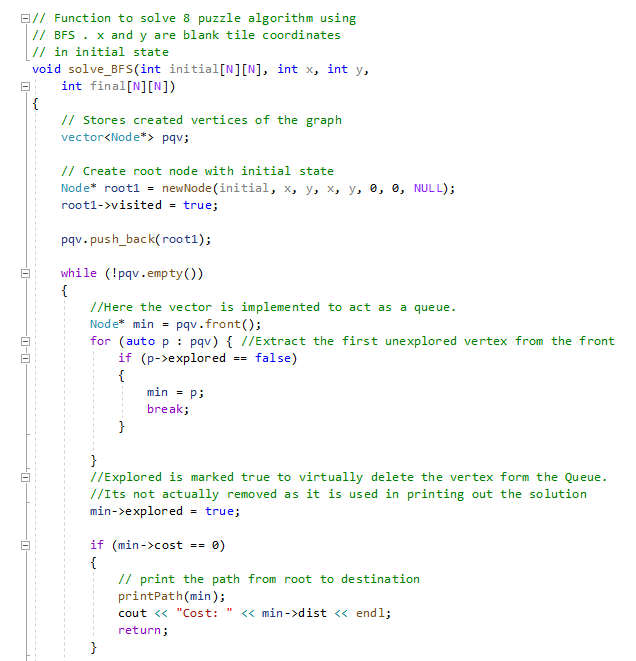 // Function to solve 8 puzzle algorithm using
// BFS . x and y are blank tile coordinates
// in initial state
void solve_BFS(int initial[N][N], int x, int y,
    int final[N][N])
{
    // Stores created vertices of the graph
    vector<Node*> pqv;

    // Create root node with initial state
    Node* root1 = newNode(initial, x, y, x, y, 0, 0, NULL);
    root1->visited = true;

    pqv.push_back(root1);

    while (!pqv.empty())
    {
        //Here the vector is implemented to act as a queue.
        Node* min = pqv.front();
        for (auto p : pqv) { //Extract the first unexplored vertex from the front
            if (p->explored == false)
            {
                min = p;
                break;
            }

        }
        //Explored is marked true to virtually delete the vertex form the Queue.
        //Its not actually removed as it is used in printing out the solution
        min->explored = true;

        if (min->cost == 0)
        {
            // print the path from root to destination
            printPath(min);
            cout << "Cost: " << min->dist << endl;
            return;
        }